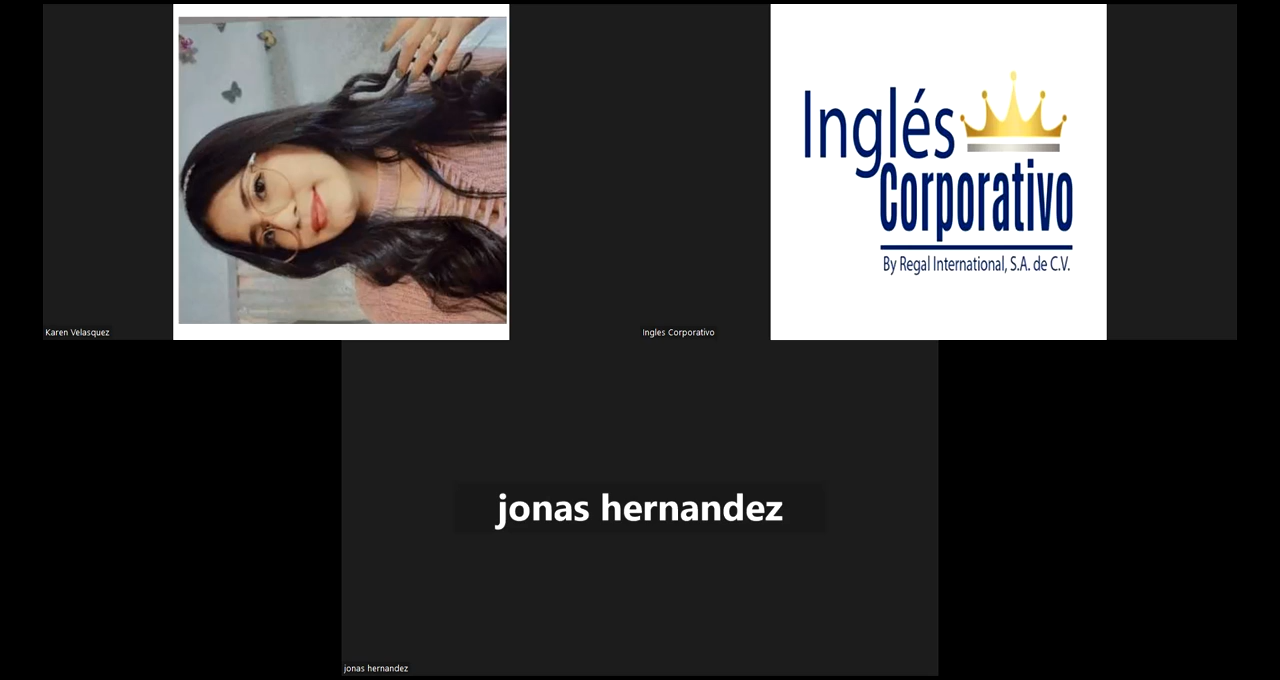 Inglés
Corporativo
By Regal International, S.A. de C.V.
Karen Velasquez
Ingles Corporativo
jonas hernandez
jonas hernandez